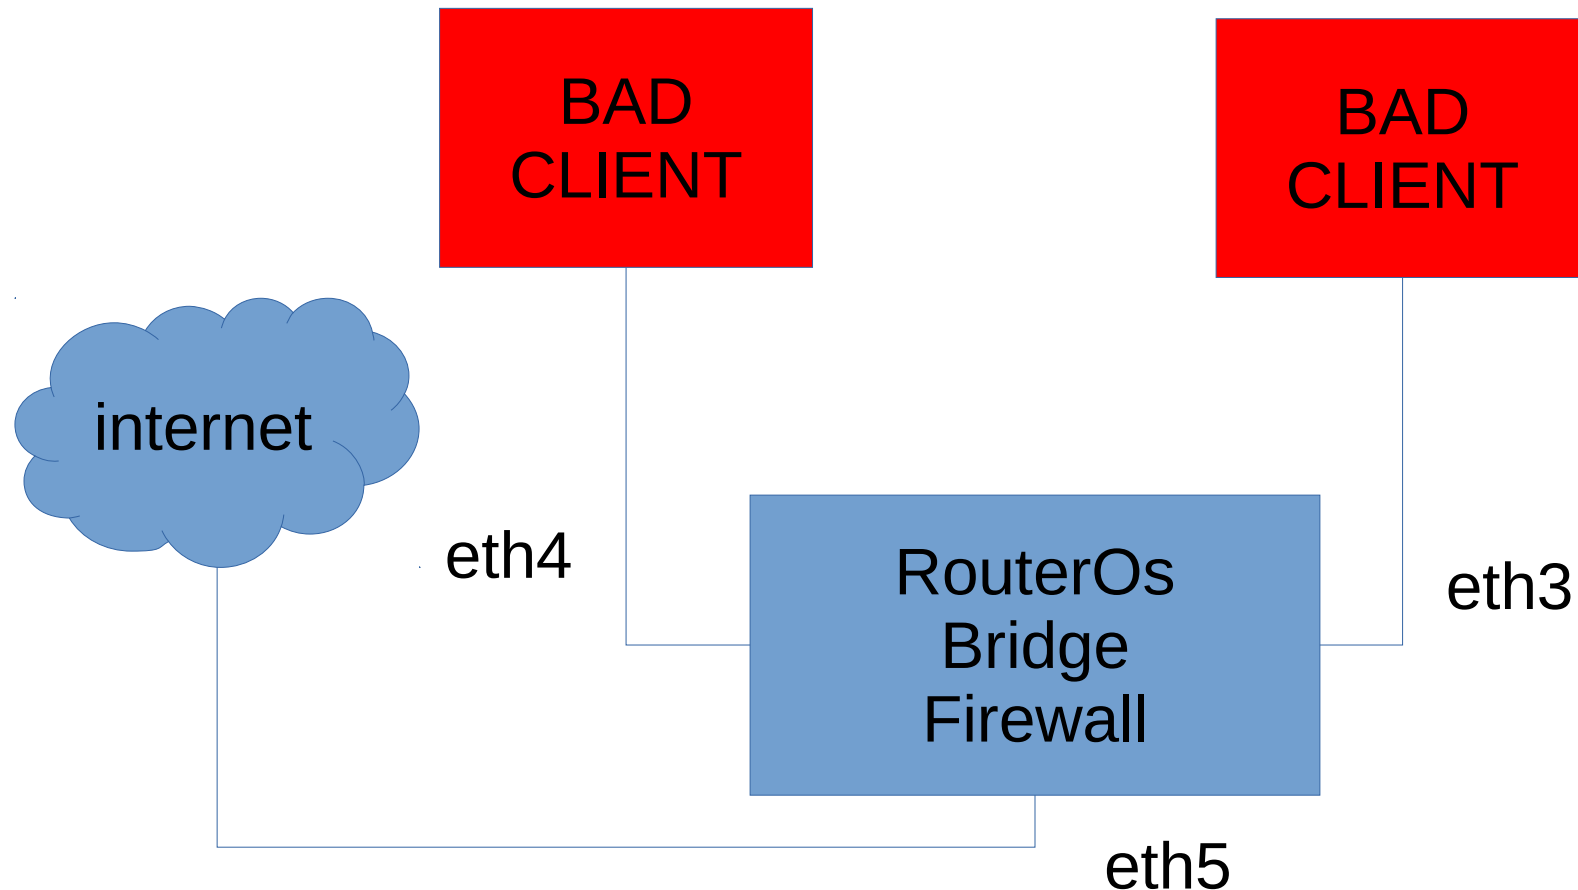 BAD
CLIENT
BAD
CLIENT
internet
eth4
RouterOs
Bridge
Firewall
eth3
eth5